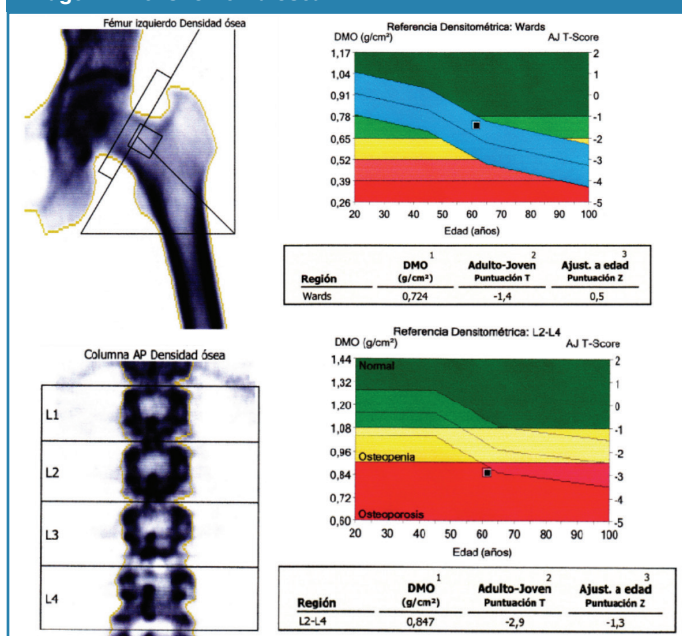 Fémur izquierdo Densidad ósea
Referencia Densitométrica: Wards
DMO (g/cm²) AJ T-Score
1,17 2
1,04 1
0,91 0
0,78 -1
0,65 -2
0,52 -3
0,39 -4
0,26 -5
20 30 40 50 60 70 80 90 100
Edad (años)
Región DMO 1 (g/cm²) Adulto-Joven 2 Puntuación T Ajust. a edad 3 Puntuación Z
Wards 0,724 -1,4 0,5
Columna AP Densidad ósea
L1
L2
L3
L4
Referencia Densitométrica: L2-L4
DMO (g/cm²) AJ T-Score
1,44 2
1,32 1
1,20 0
1,08 -1
0,96 -2
0,84 -3
0,72 -4
0,60 -5
Normal
Osteopenia
Osteoporosis
20 30 40 50 60 70 80 90 100
Edad (años)
Región DMO 1 (g/cm²) Adulto-Joven 2 Puntuación T Ajust. a edad 3 Puntuación Z
L2-L4 0,847 -2,9 -1,3